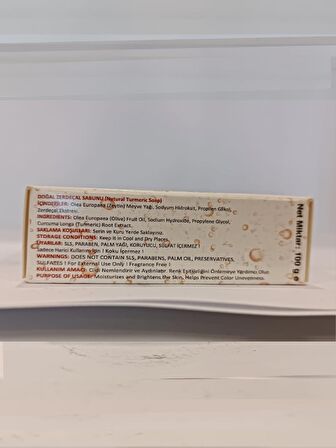 DOĞAL ZERDEÇAL SABUNU (Natural Turmeric Soap)
İÇİNDEKİLER: Olea Europaea (Zeytin) Meyve Yağı, Sodyum Hidroksit, Propilen Glikol,
Zerdeçal Ekstresi.
INGREDIENTS: Olea Europaea (Olive) Fruit Oil, Sodium Hydroxide, Propylene Glycol,
Curcuma Longa (Turmeric) Root Extract.
SAKLAMA KOŞULLARI: Serin ve Kuru Yerde Saklayınız.
STORAGE CONDITIONS: Keep it in Cool and Dry Places.
UYARILAR: SLS, PARABEN, PALM YAĞI, KORUYUCU, SÜLFAT İÇERMEZ !
Sadece Harici Kullanım İçin ! Parfüm İçermez !
WARNINGS: DOES NOT CONTAIN SLS, PARABENS, PALM OIL, PRESERVATIVES,
SULFATES ! For External Use Only ! Fragrance Free !
KULLANIM AMACI: Cildi Nemlendirir ve Aydınlatır. Renk Eşitsizliğini Önlemeye Yardımcı Olur.
PURPOSE OF USAGE: Moisturizes and Brightens the Skin. Helps Prevent Color Unevenness.
Net Miktar: 100 g e